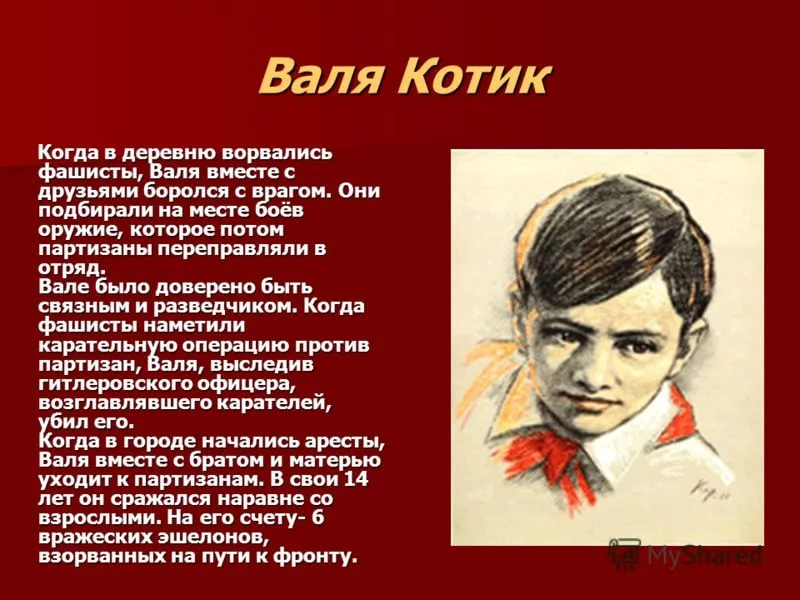 Валя Котик
Когда в деревню ворвались
фашисты, Валя вместе с
друзьями боролся с врагом. Они
подбирали на месте боёв
оружие, которое потом
партизаны переправляли в
отряд.
Вале было доверено быть
связным и разведчиком. Когда
фашисты наметили
карательную операцию против
партизан, Валя, выследив
гитлеровского офицера,
возглавлявшего карателей,
убил его.
Когда в городе начались аресты,
Валя вместе с братом и матерью
уходит к партизанам. В свои 14
лет он сражался наравне со
взрослыми. На его счету- 6
вражеских эшелонов,
взорванных на пути к фронту.
MyShared